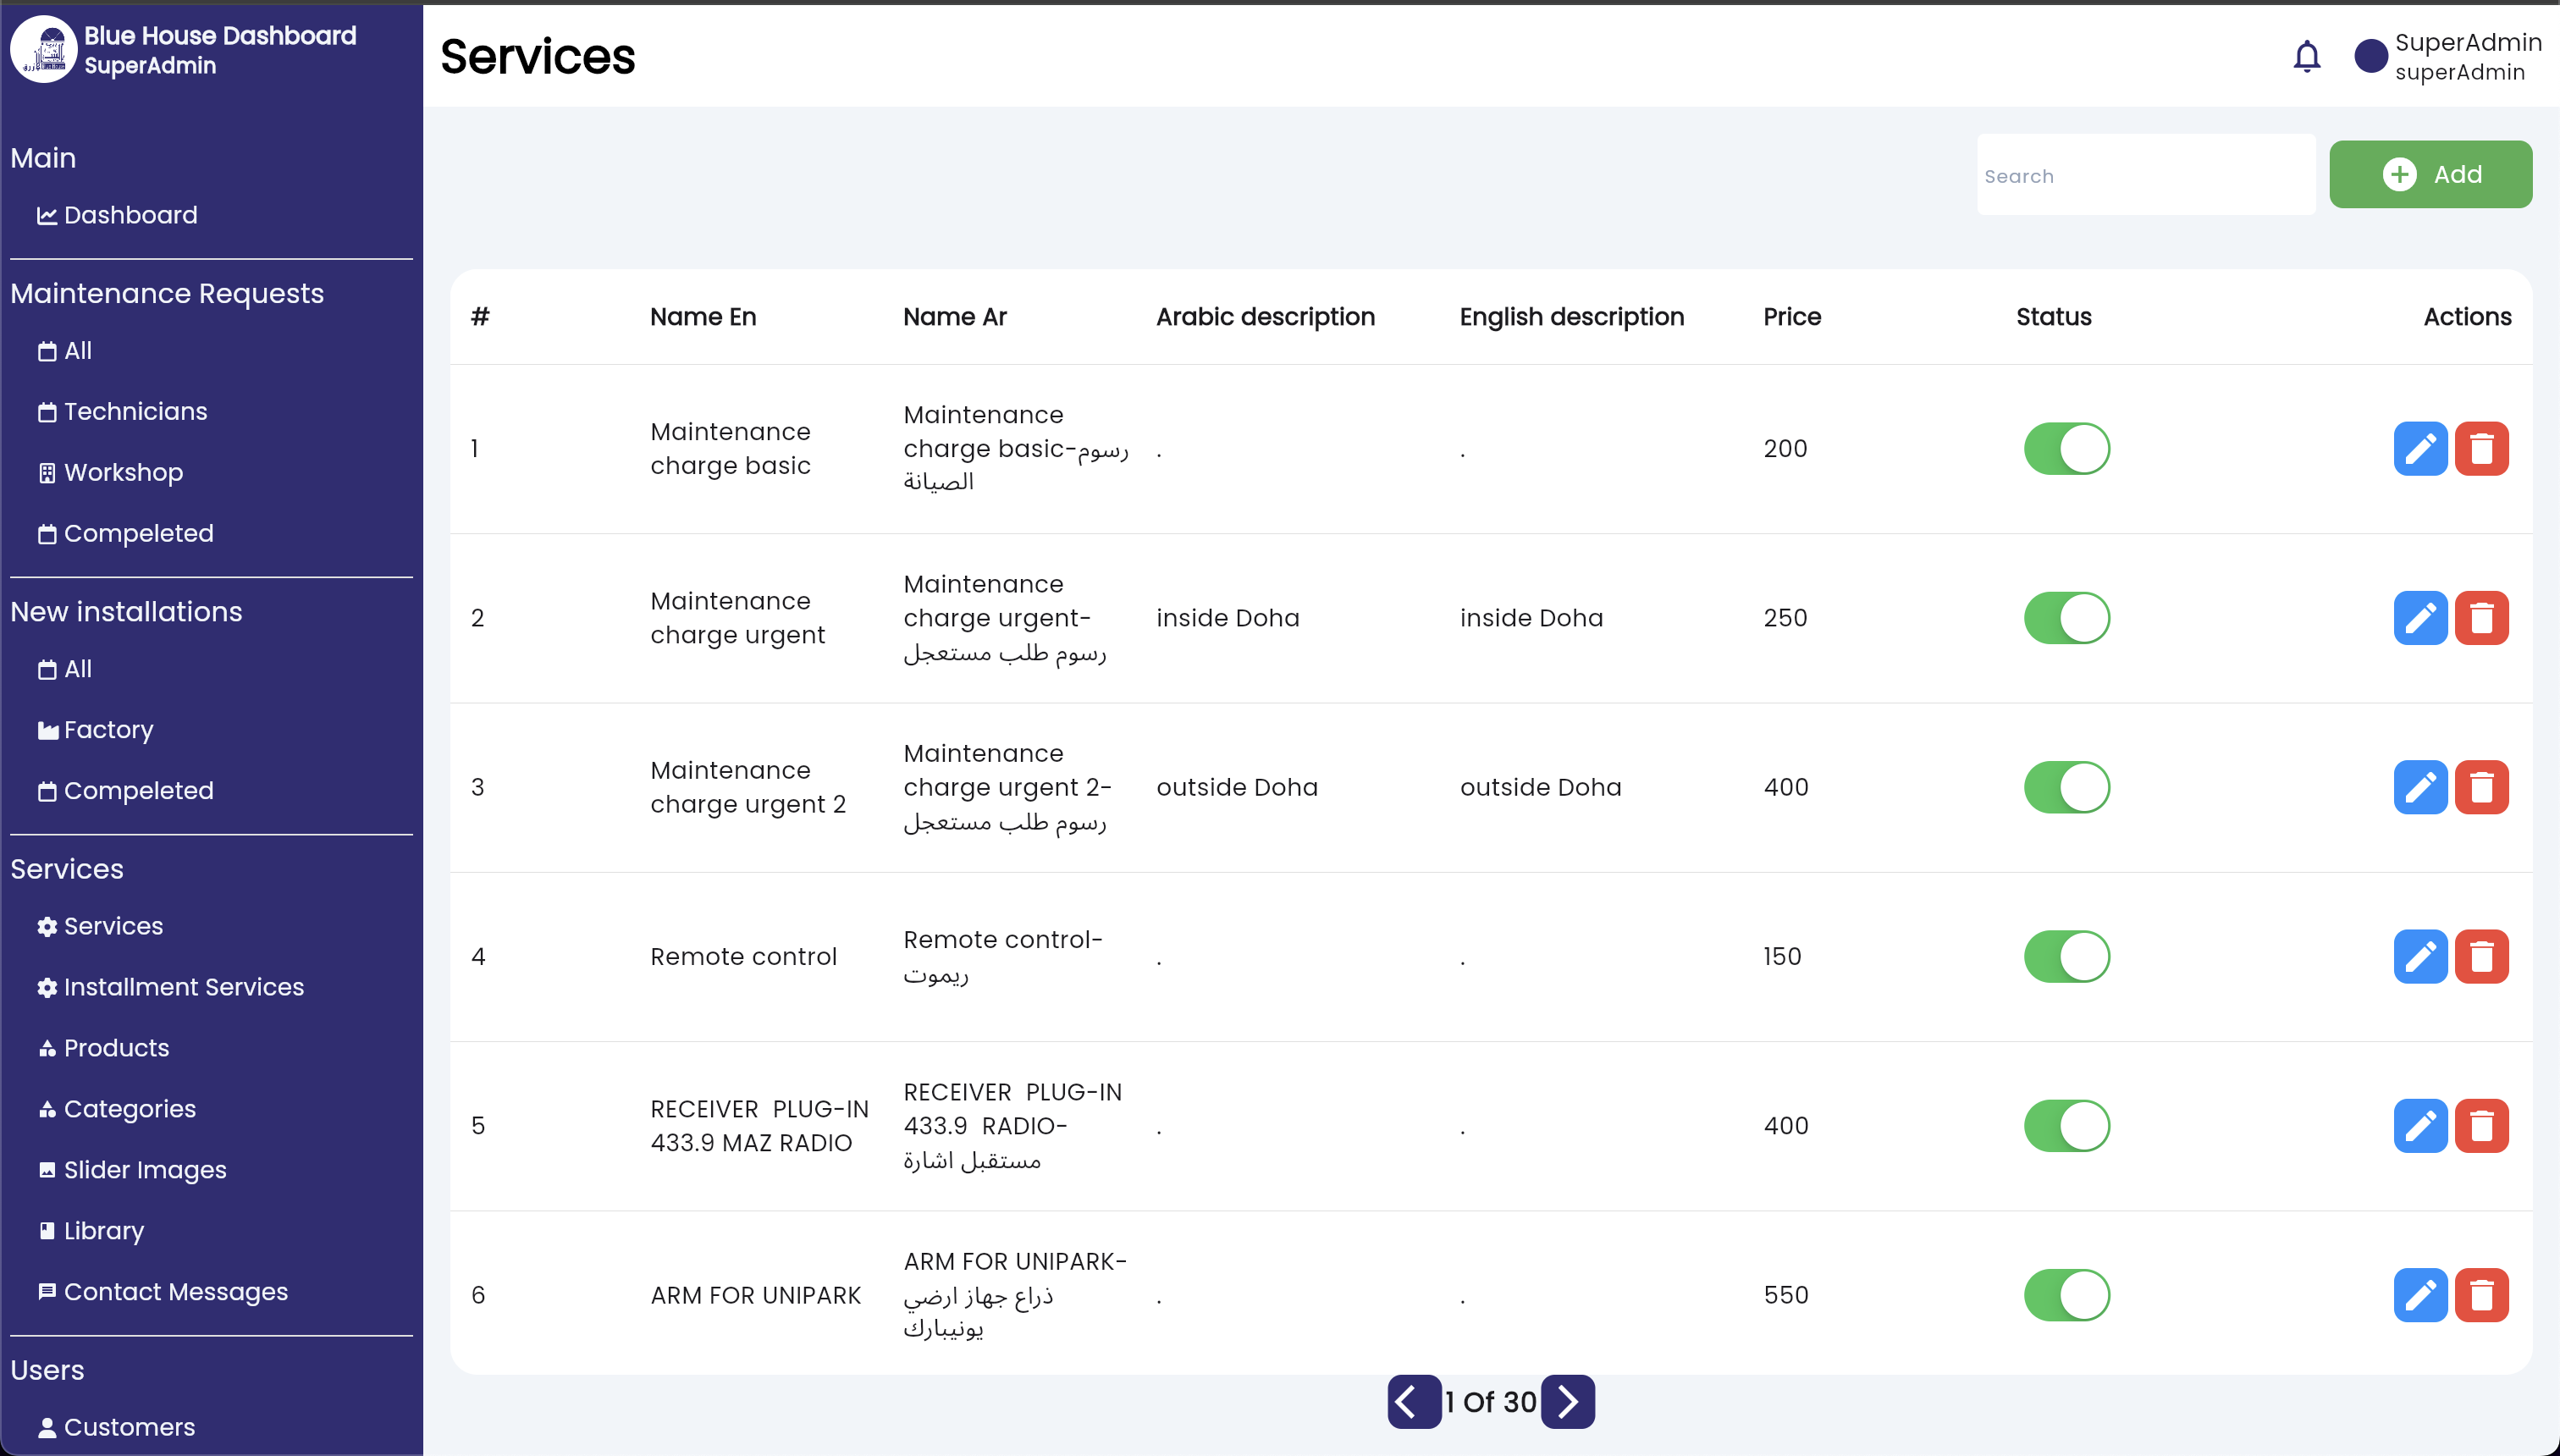 Blue House Dashboard
SuperAdmin
Main
Dashboard
Maintenance Requests
All
Technicians
Workshop
Compeleted
New installations
All
Factory
Compeleted
Services
Services
Installment Services
Products
Categories
Slider Images
Library
Contact Messages
Users
Customers
Services
SuperAdmin
superAdmin
Search
Add
# Name En Name Ar Arabic description English description Price Status Actions
1
Maintenance
charge basic
Maintenance
charge basic-رسوم
الصيانة
.
.
200
2
Maintenance
charge urgent
Maintenance
charge urgent-
رسوم طلب مستعجل
inside Doha
inside Doha
250
3
Maintenance
charge urgent 2
Maintenance
charge urgent 2-
رسوم طلب مستعجل
outside Doha
outside Doha
400
4
Remote control
Remote control-
ريموت
.
.
150
5
RECEIVER  PLUG-IN
433.9 MAZ RADIO
RECEIVER  PLUG-IN
433.9  RADIO-
مستقبل اشارة
.
.
400
6
ARM FOR UNIPARK
ARM FOR UNIPARK-
ذراع جهاز ارضي
يونيبارك
.
.
550
1 Of 30